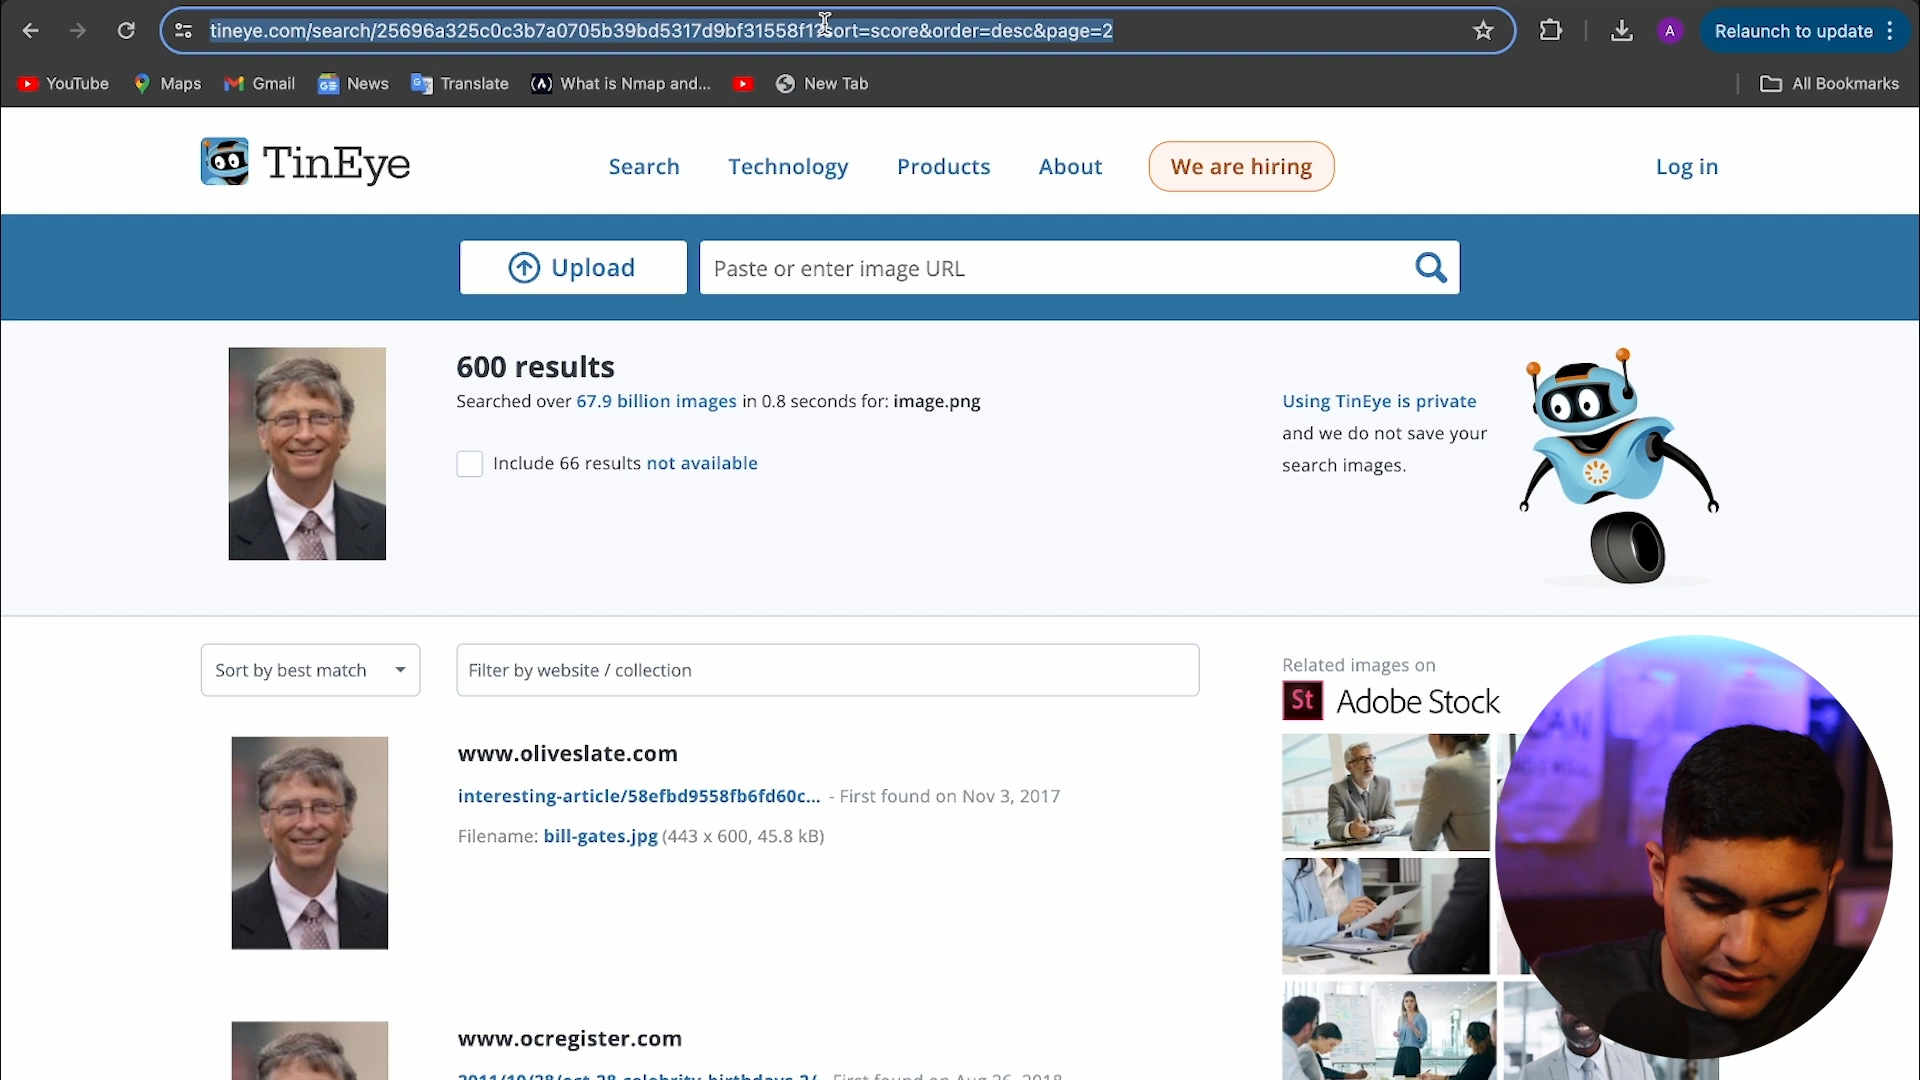 tineye.com/search/25696a325c0c3b7a0705b39bd5317d9bf31558f1?sort=score&order=desc&page=2
A
Relaunch to update
YouTube
Maps
Gmail
News
Translate
What is Nmap and...
New Tab
All Bookmarks
TinEye
Search
Technology
Products
About
We are hiring
Log in
Upload
Paste or enter image URL
600 results
Searched over 67.9 billion images in 0.8 seconds for: image.png
Include 66 results not available
Using TinEye is private
and we do not save your
search images.
Sort by best match
Filter by website / collection
Related images on
St Adobe Stock
www.oliveslate.com
interesting-article/58efbd9558fb6fd60c... - First found on Nov 3, 2017
Filename: bill-gates.jpg (443 x 600, 45.8 kB)
www.ocregister.com
2011/10/28/oct-28-celebrity-birthdays-2/ - First found on Aug 26, 2018